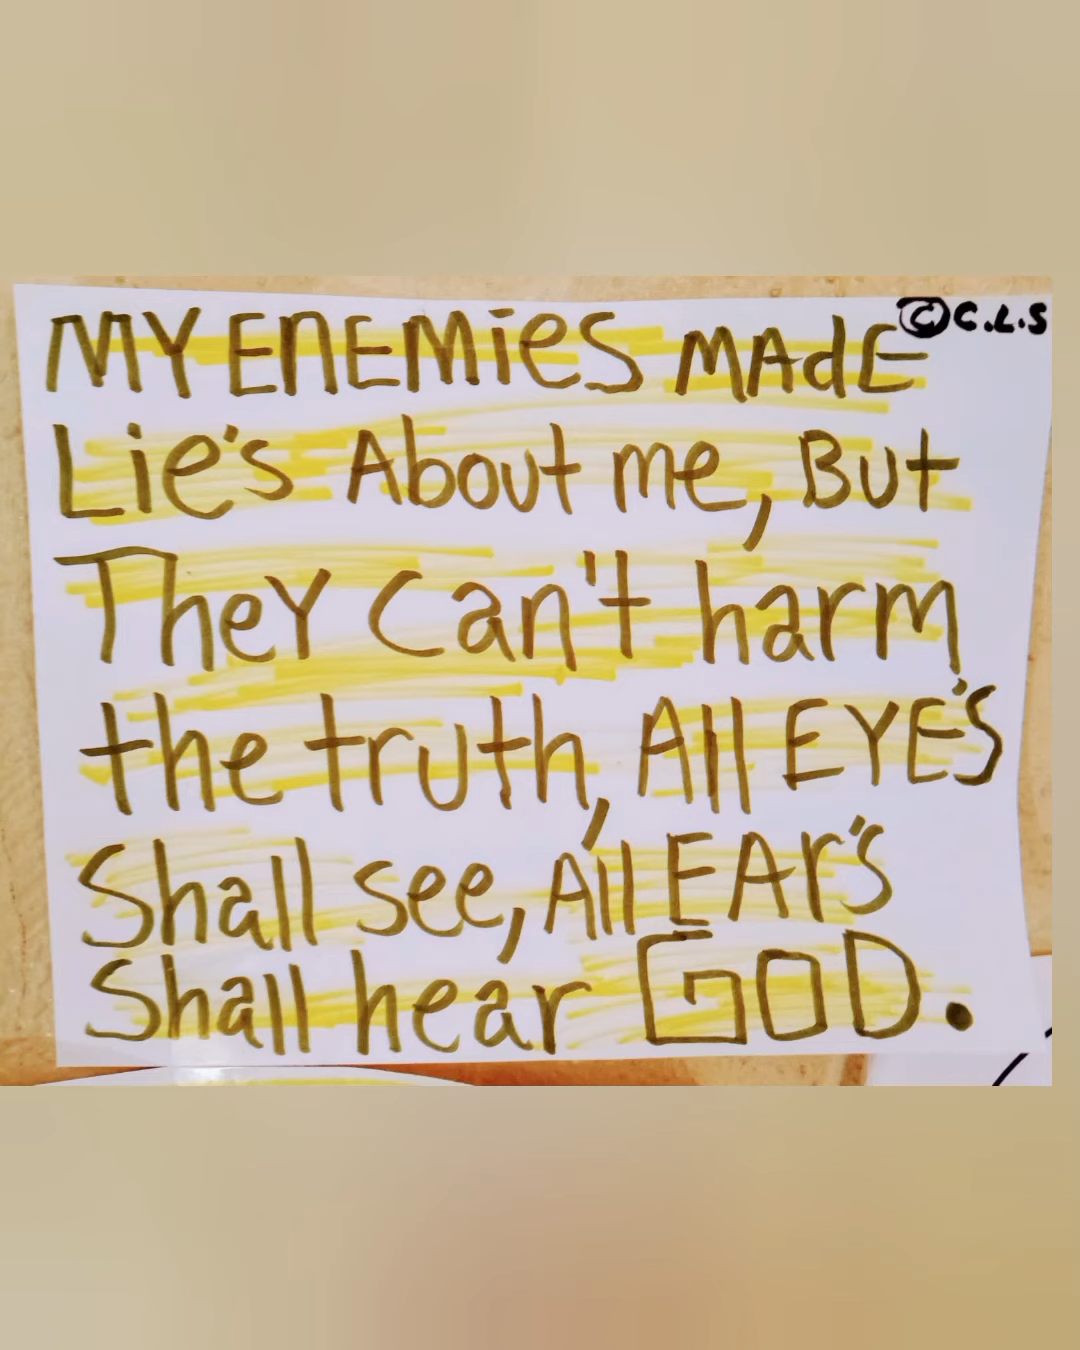 MY ENEMiES MAdE ©C.L.S
Lie's About me, But
TheY Can't harm
the truth, All EYE'S
Shall see, All EAr's
Shall hear GOD.